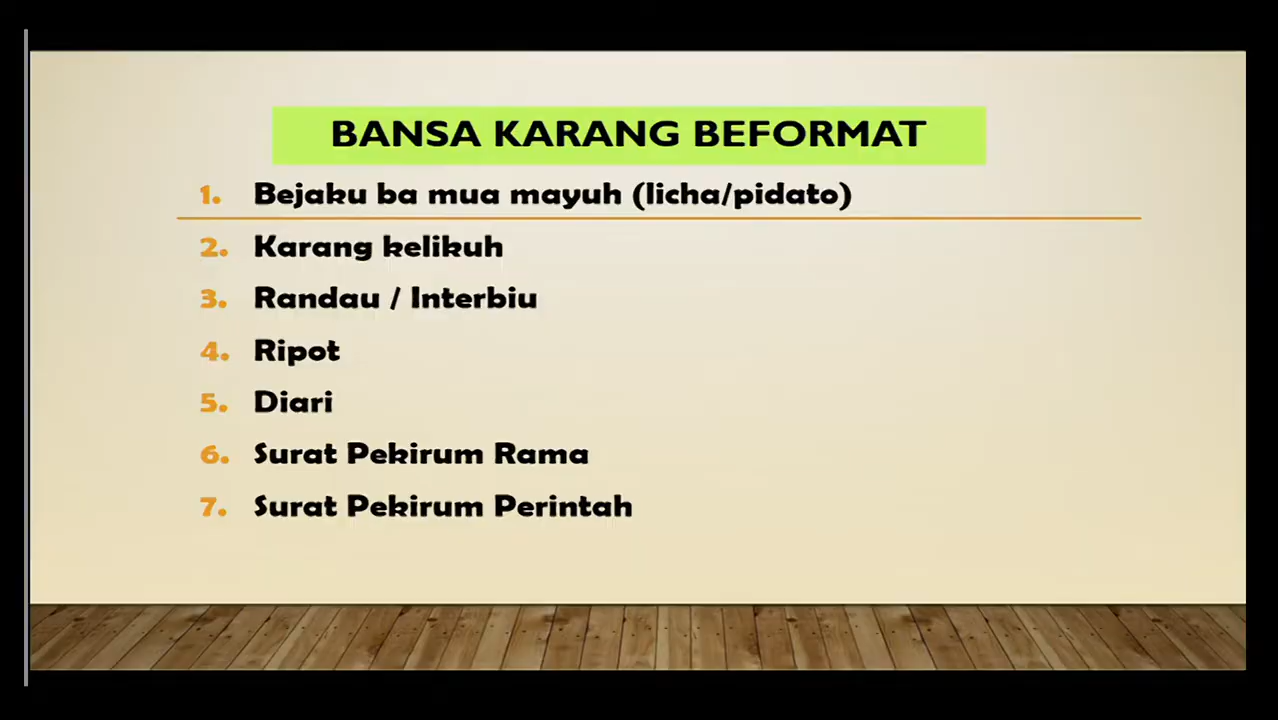 BANSA KARANG BEFORMAT
1. Bejaku ba mua mayuh (licha/pidato)
2. Karang kelikuh
3. Randau / Interbiu
4. Ripot
5. Diari
6. Surat Pekirum Rama
7. Surat Pekirum Perintah